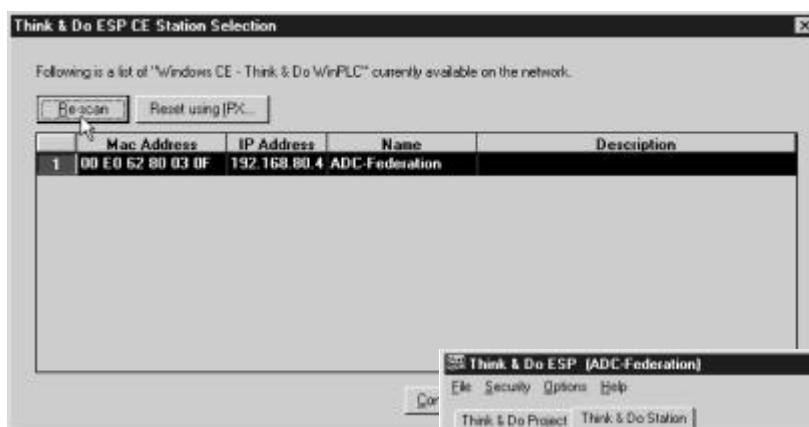 Think & Do ESP CE Station Selection
Following is a list of "Windows CE - Think & Do WinPLC" currently available on the network.
Re-scan Reset using IPX...
Mac Address IP Address Name Description
1 00 E0 62 80 03 0F 192.168.80.4 ADC-Federation
Think & Do ESP (ADC-Federation)
File Security Options Help
Con
Think & Do Project Think & Do Station